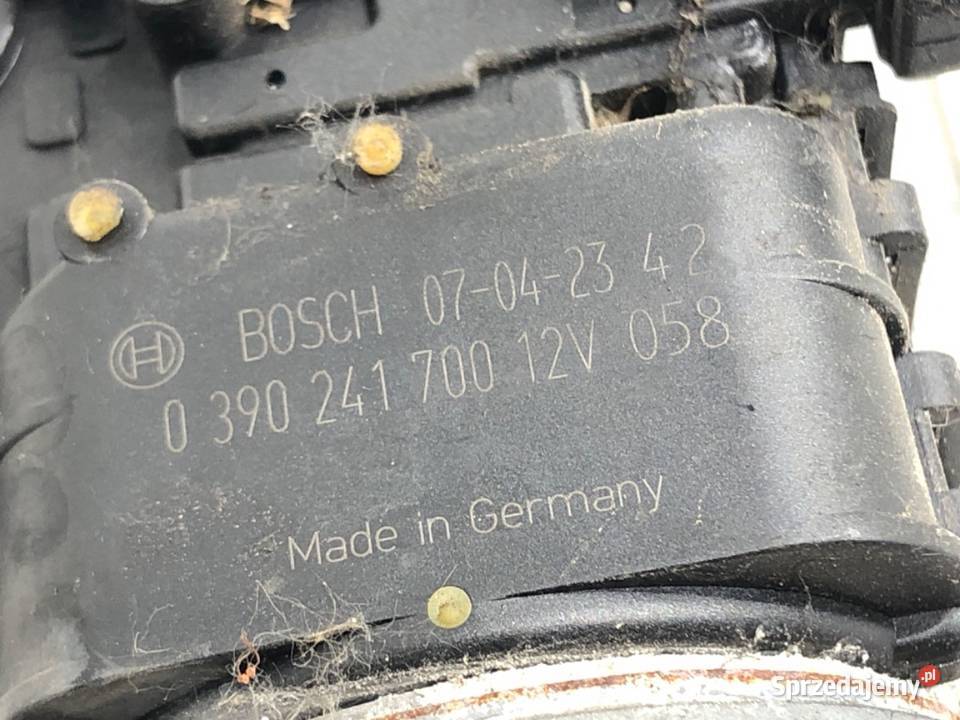 BOSCH 07-04-23 42
0 390 241 700 12V 058
Made in Germany
Sprzedajemy.pl